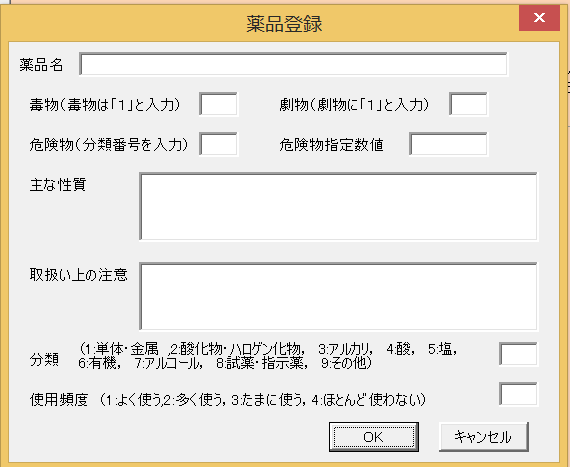 薬品登録
薬品名
毒物(毒物は「1」と入力) 劇物(劇物に「1」と入力)
危険物(分類番号を入力) 危険物指定数値
主な性質
取扱い上の注意
分類 (1:単体・金属 ,2:酸化物・ハロゲン化物, 3:アルカリ, 4:酸, 5:塩,
6:有機, 7:アルコール, 8:試薬・指示薬, 9:その他)
使用頻度 (1:よく使う,2:多く使う,3:たまに使う,4:ほとんど使わない)
OK キャンセル